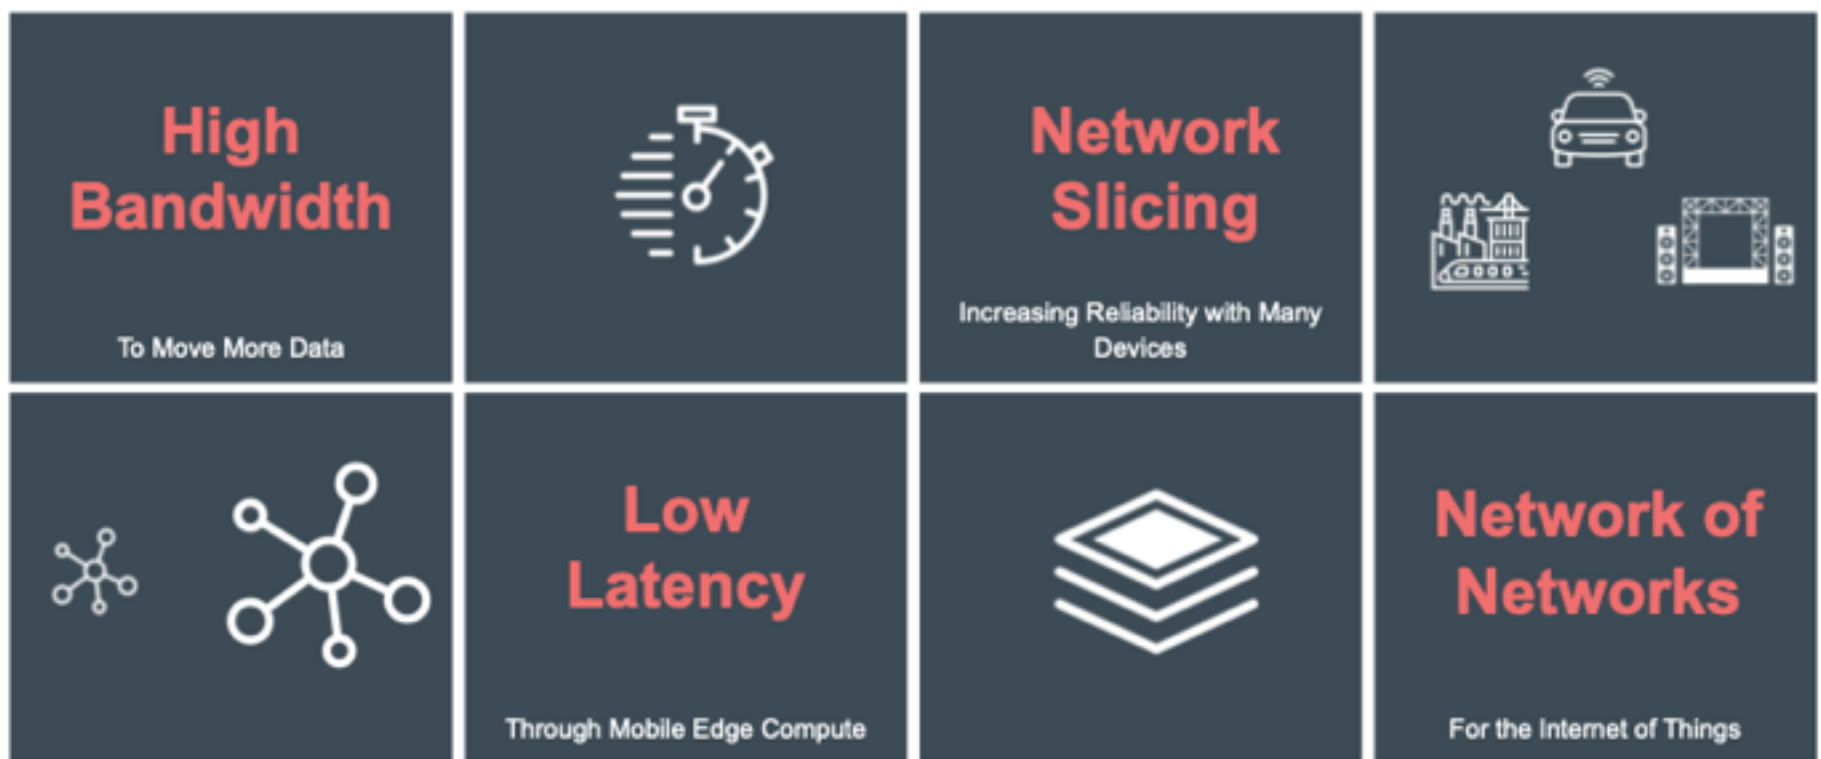 High
Bandwidth
To Move More Data
Network
Slicing
Increasing Reliability with Many
Devices
Low
Latency
Through Mobile Edge Compute
Network of
Networks
For the Internet of Things